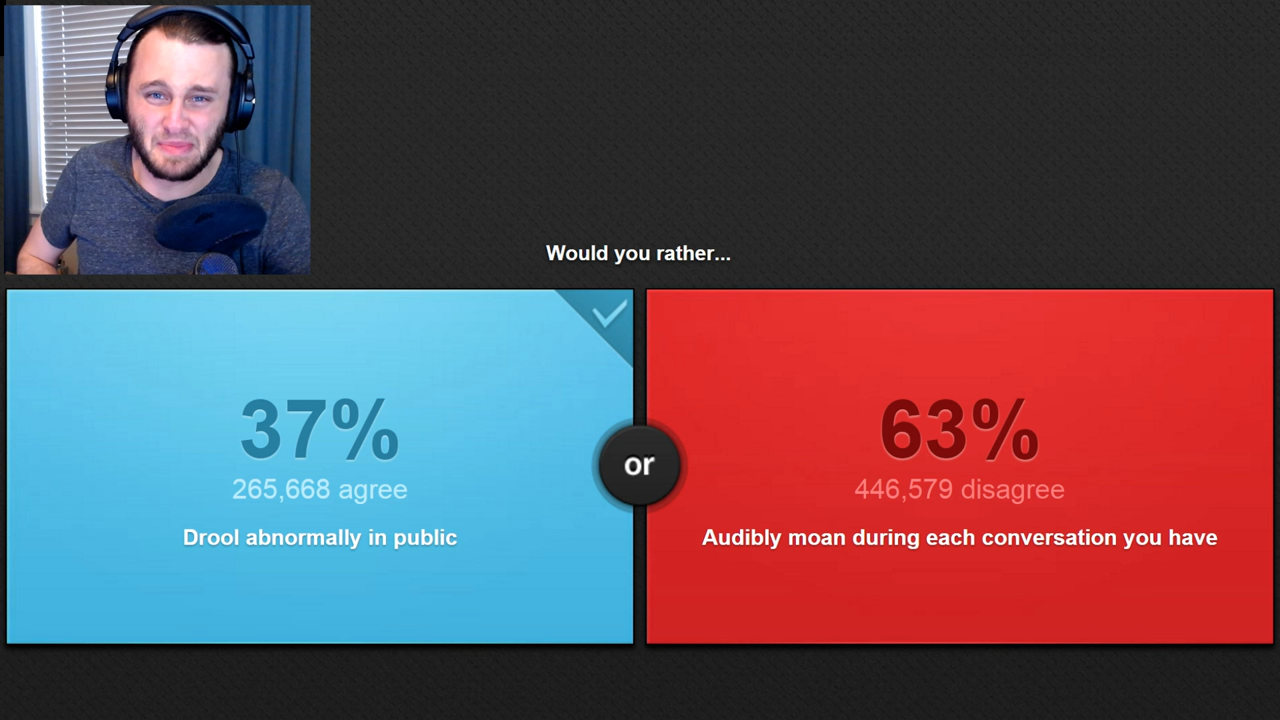 Would you rather...
37%
265,668 agree
Drool abnormally in public
or
63%
446,579 disagree
Audibly moan during each conversation you have